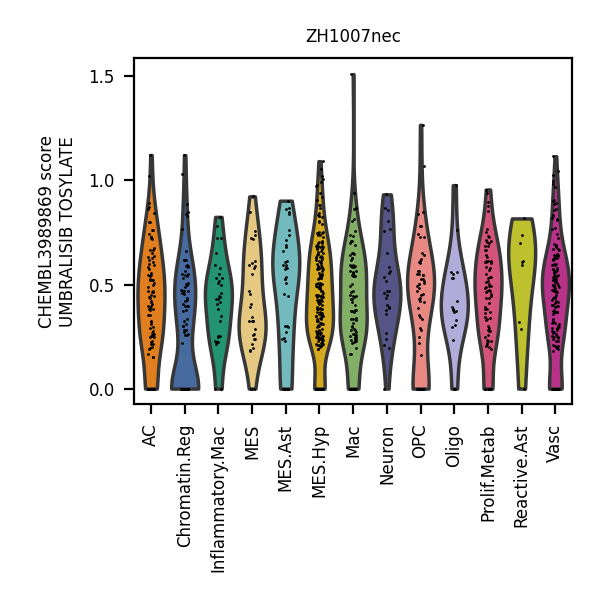 ZH1007nec
CHEMBL3989869 score
UMBRALISIB TOSYLATE
1.5
1.0
0.5
0.0
AC
Chromatin.Reg
Inflammatory.Mac
MES
MES.Ast
MES.Hyp
Mac
Neuron
OPC
Oligo
Prolif.Metab
Reactive.Ast
Vasc